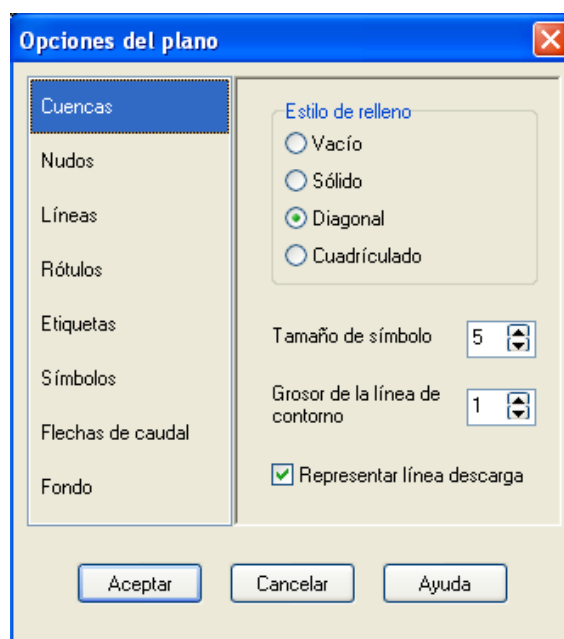 Opciones del plano
Cuencas
Nudos
Líneas
Rótulos
Etiquetas
Símbolos
Flechas de caudal
Fondo
Estilo de relleno
Vacío
Sólido
Diagonal
Cuadrículado
Tamaño de símbolo 5
Grosor de la línea de
contorno 1
Representar línea descarga
Aceptar Cancelar Ayuda